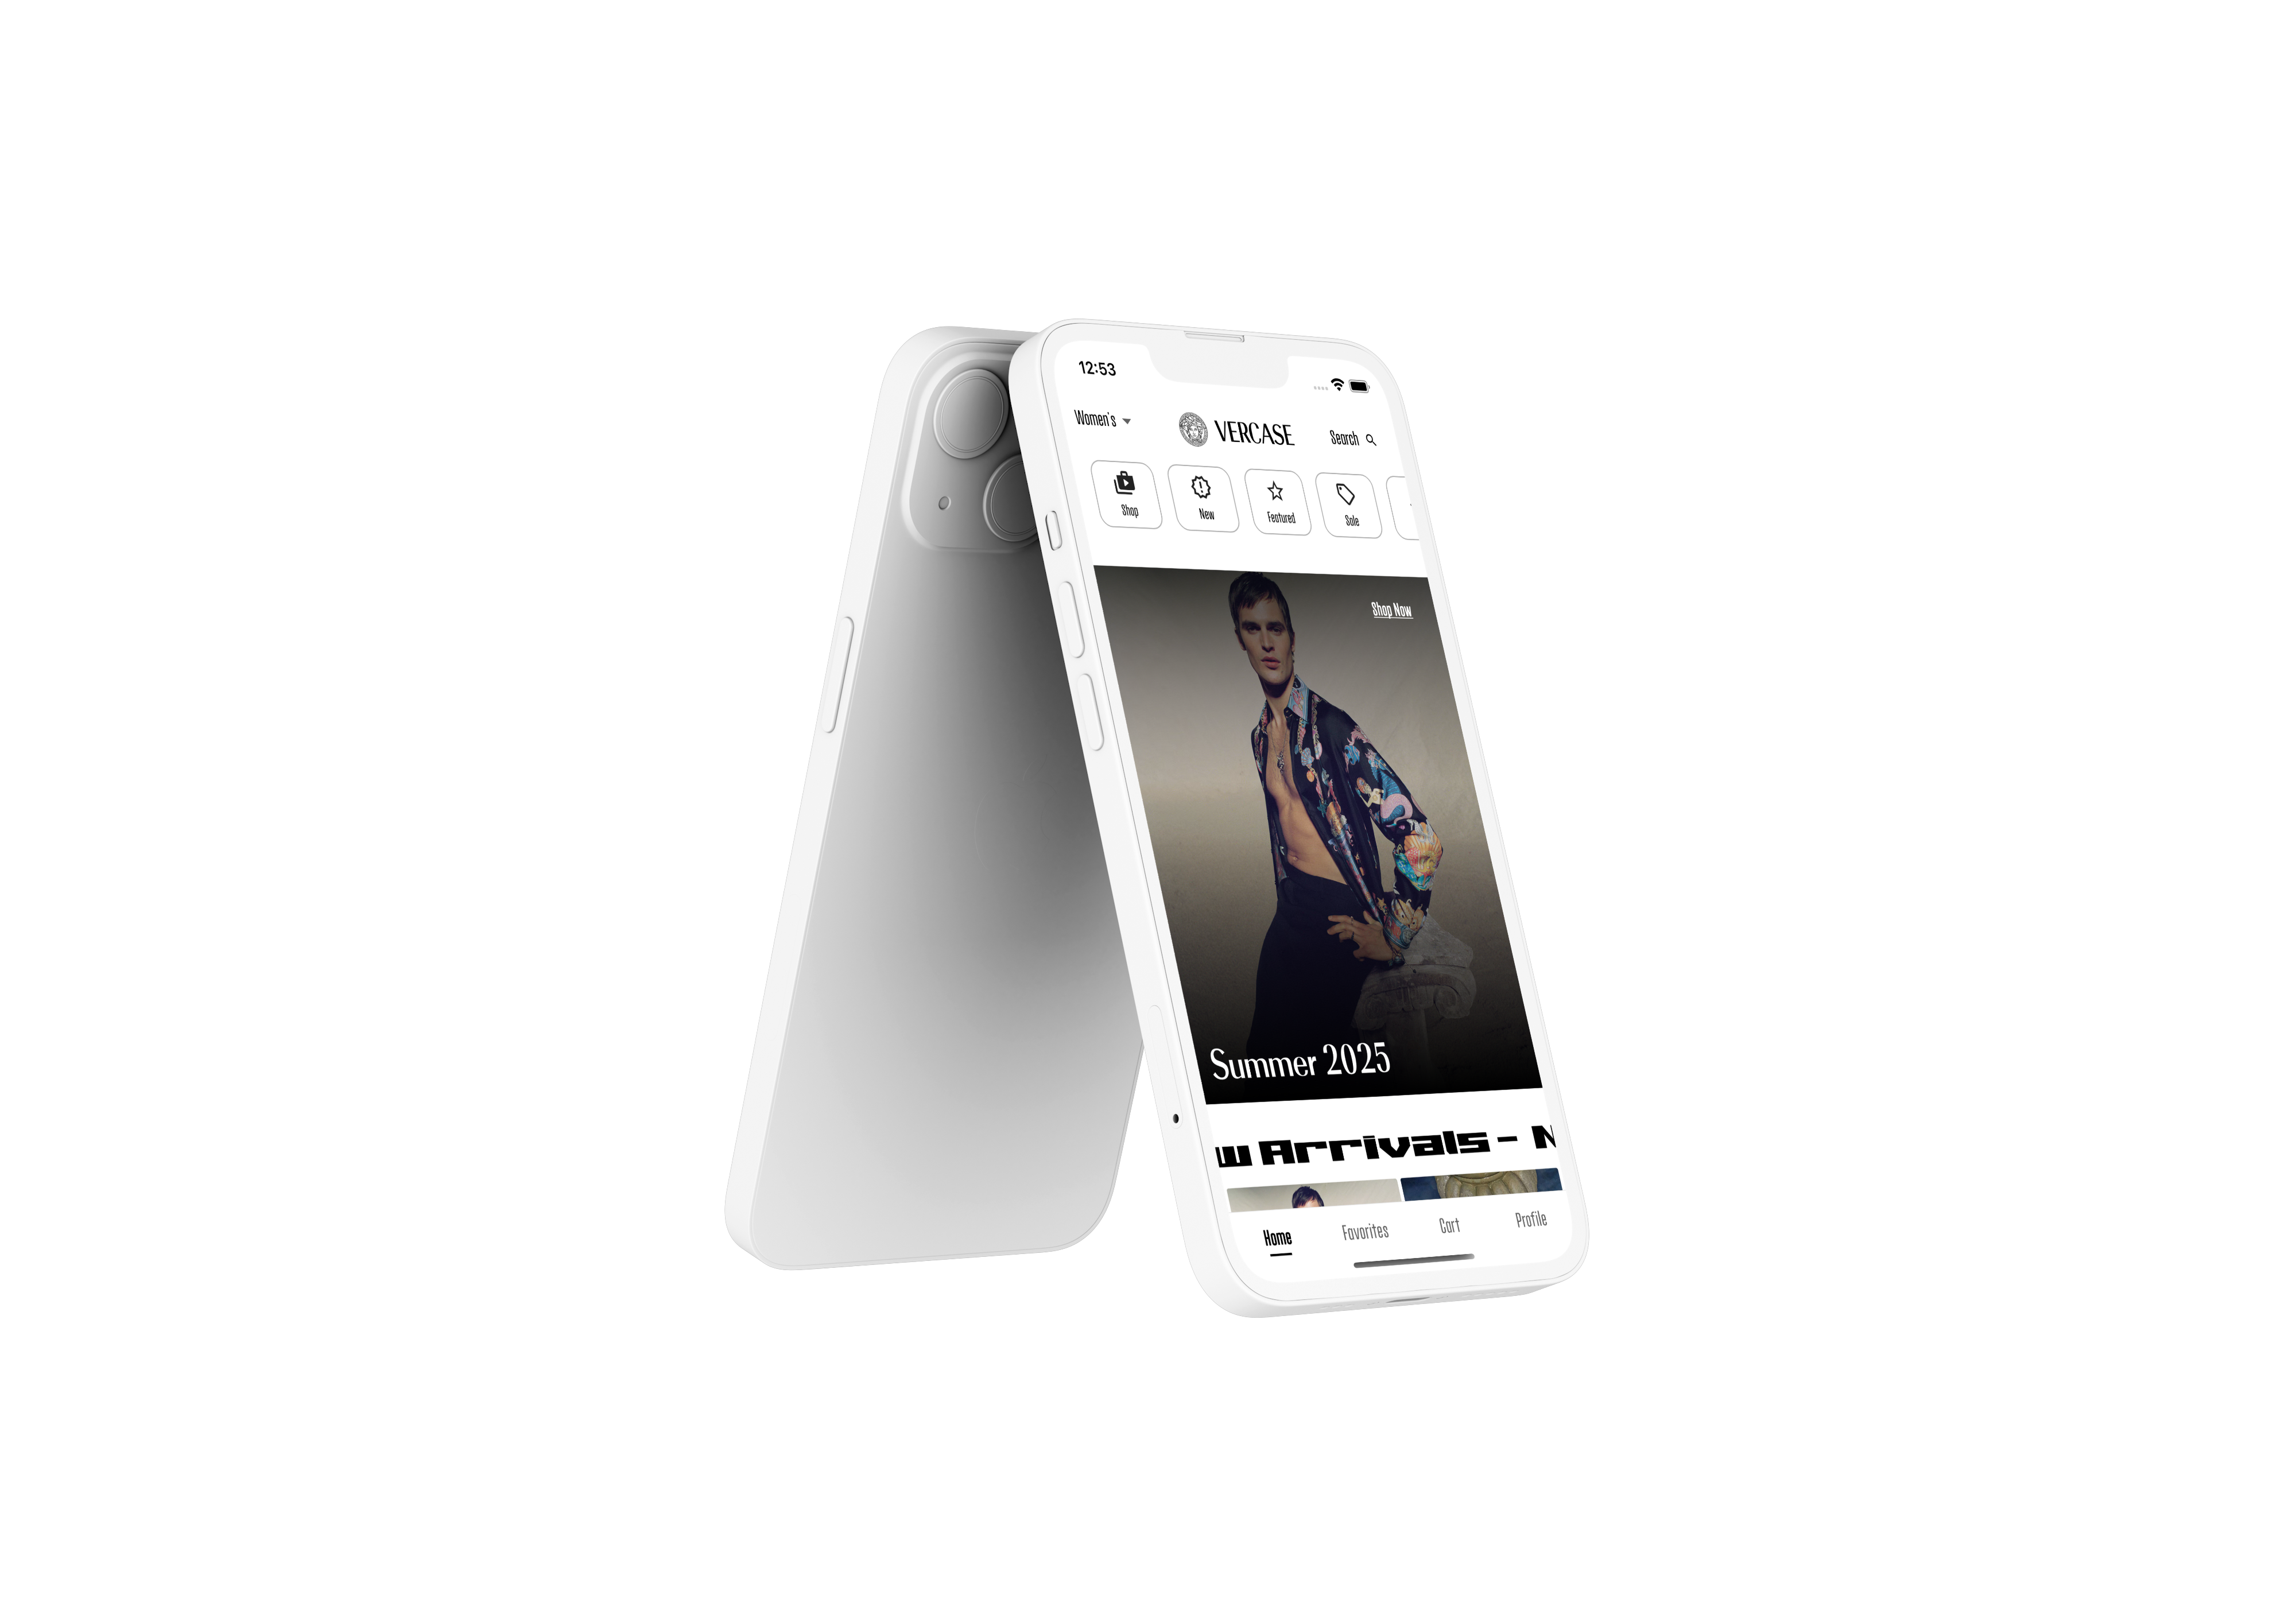 12:53
Women's
VERCASE
Search
Shop
New
Featured
Sale
Shop Now
Summer 2025
w Arrivals - N
Home
Favorites
Cart
Profile